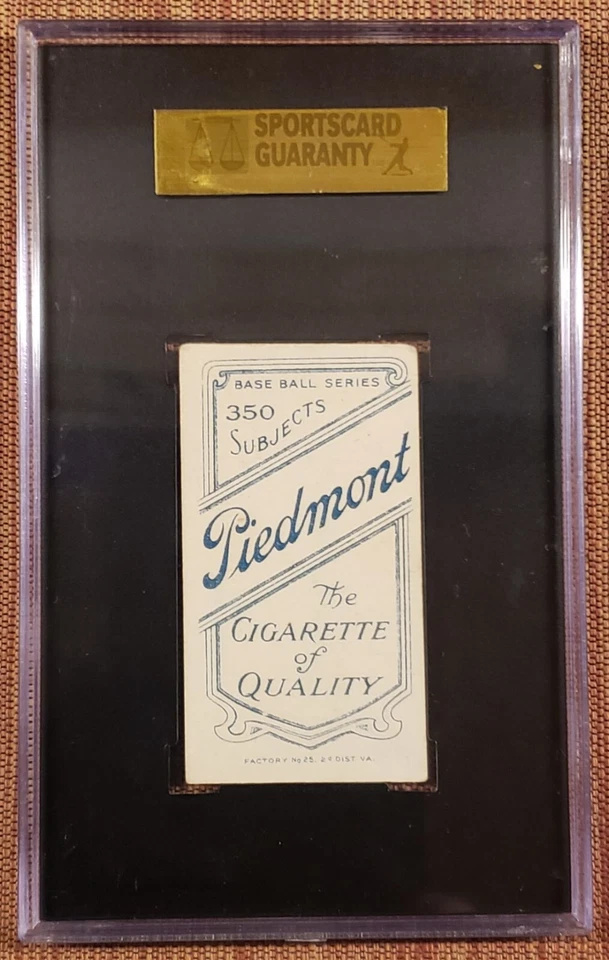 SPORTSCARD
GUARANTY
BASE BALL SERIES
350
SUBJECTS
Piedmont
The
CIGARETTE
of
QUALITY
FACTORY No 25, 2d DIST. VA.